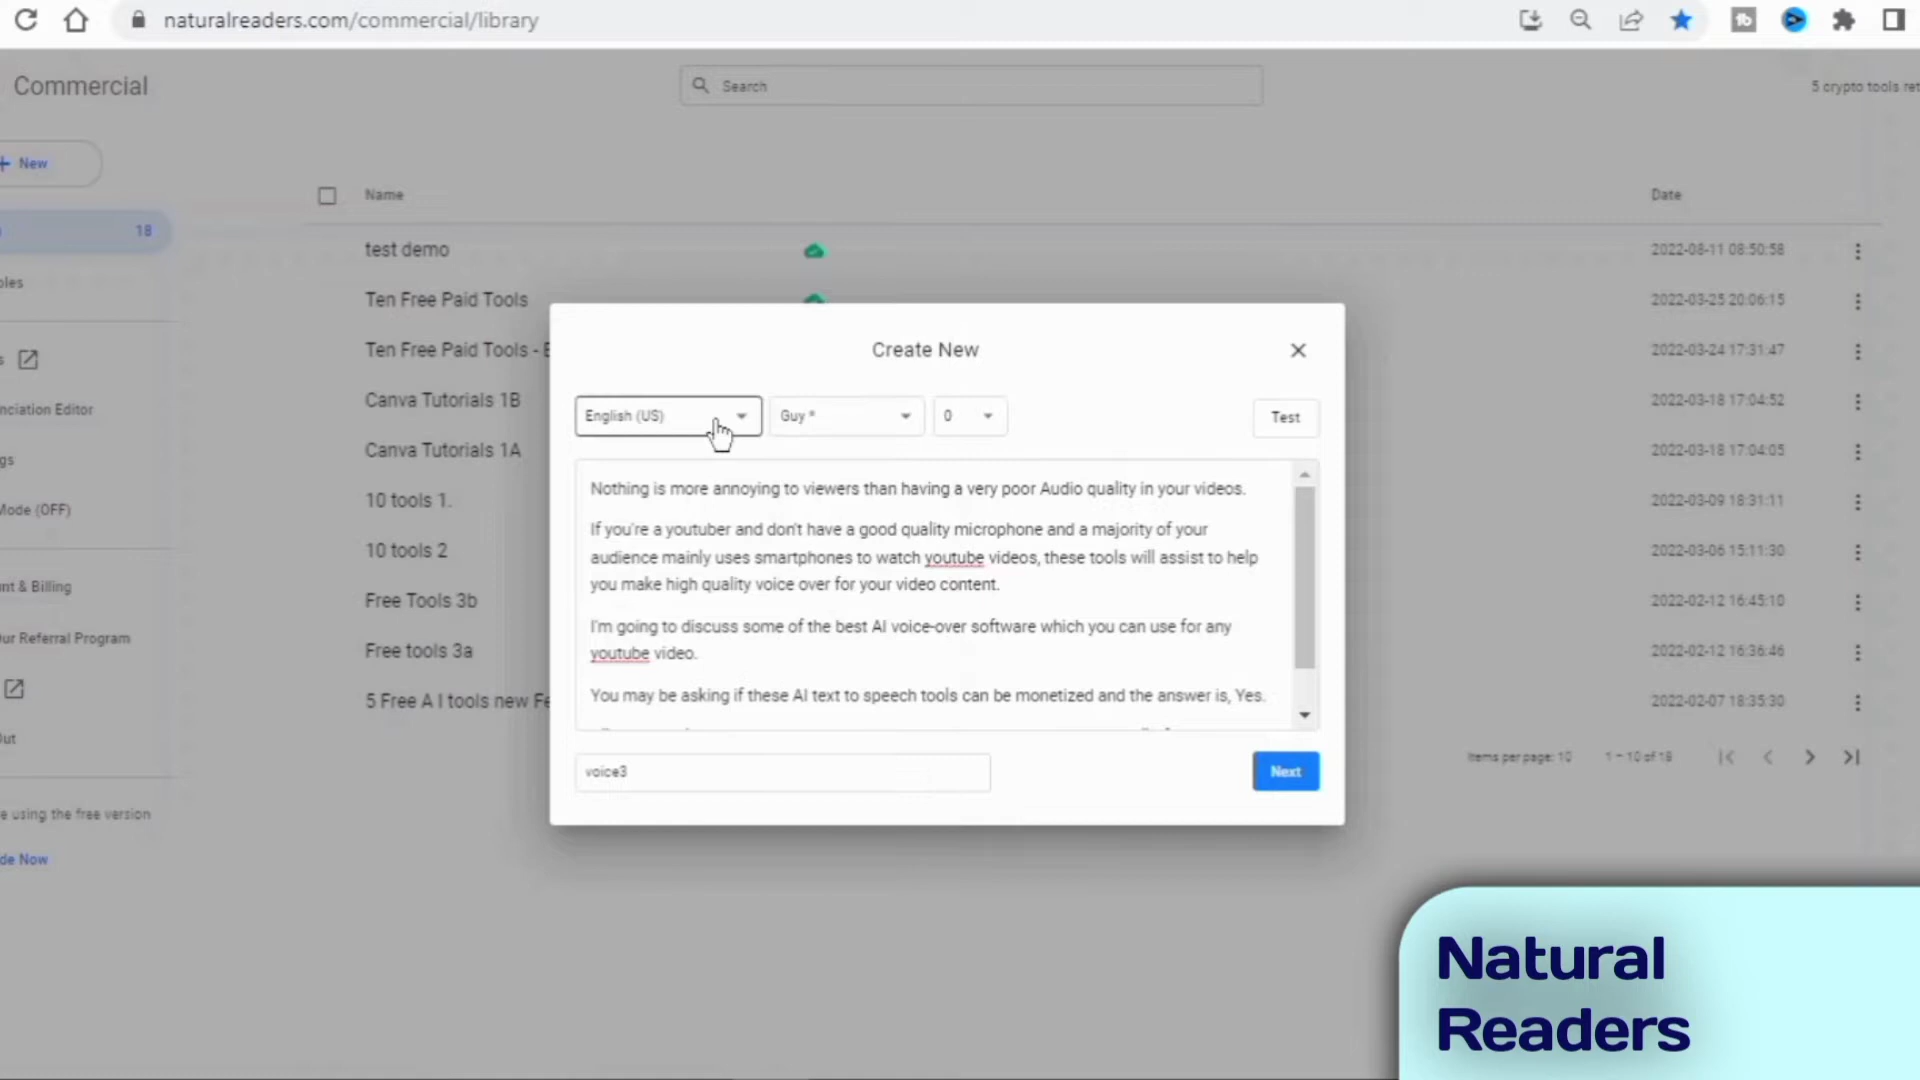 naturalreaders.com/commercial/library
Commercial
Search
5 crypto tools ret
+ New
Name
Date
18
test demo
2022-08-11 08:50:58
ples
Ten Free Paid Tools
2022-03-25 20:06:15
Create New
Ten Free Paid Tools - E
2022-03-24 17:31:47
s
Canva Tutorials 1B
English (US)
Guy *
0
Test
2022-03-18 17:04:52
nciation Editor
Canva Tutorials 1A
2022-03-18 17:04:05
gs
Nothing is more annoying to viewers than having a very poor Audio quality in your videos.
10 tools 1.
2022-03-09 18:31:11
Mode (OFF)
If you're a youtuber and don't have a good quality microphone and a majority of your
audience mainly uses smartphones to watch youtube videos, these tools will assist to help
you make high quality voice over for your video content.
10 tools 2
2022-03-06 15:11:30
nt & Billing
Free Tools 3b
2022-02-12 16:45:10
I'm going to discuss some of the best AI voice-over software which you can use for any
youtube video.
Our Referral Program
Free tools 3a
2022-02-12 16:36:46
You may be asking if these AI text to speech tools can be monetized and the answer is, Yes.
5 Free A I tools new Fe
2022-02-07 18:35:30
Out
Items per page: 10
1 – 10 of 18
voice3
Next
e using the free version
de Now
Natural
Readers